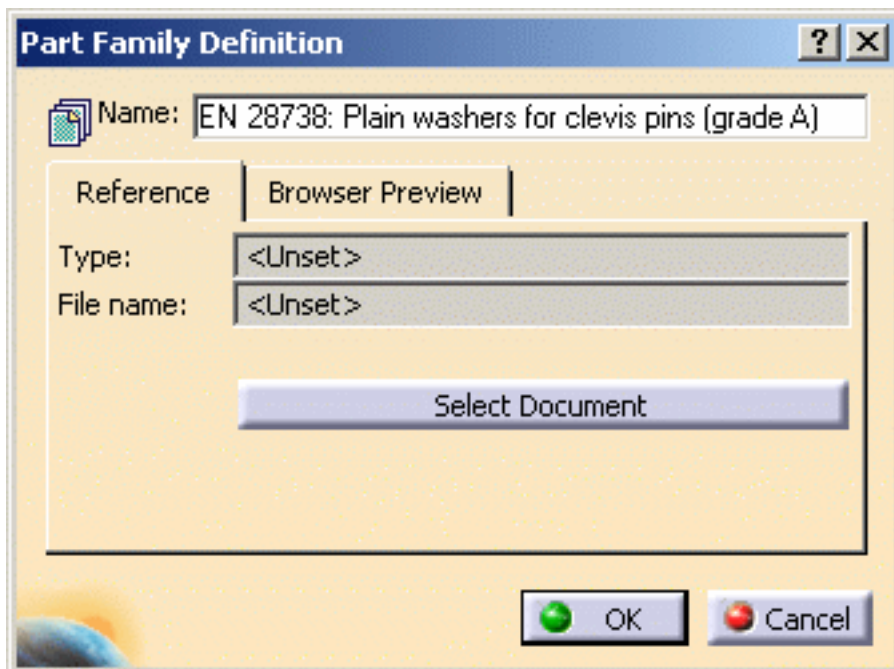 Part Family Definition
Name: EN 28738: Plain washers for clevis pins (grade A)
Reference Browser Preview
Type: <Unset>
File name: <Unset>
Select Document
OK Cancel